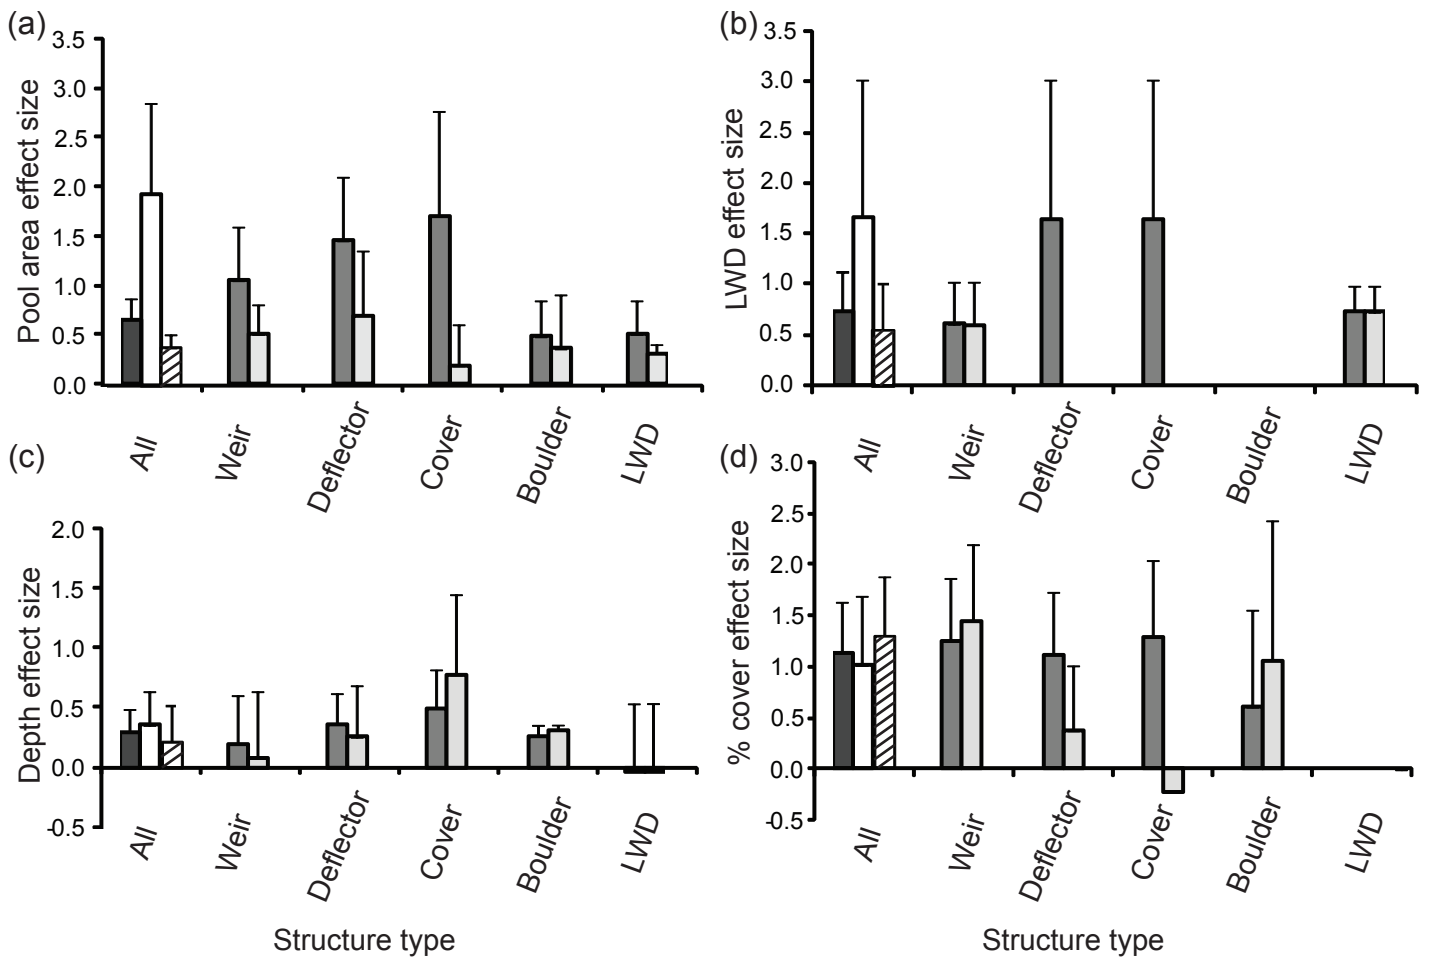 (a)
Pool area effect size
3.5
3.0
2.5
2.0
1.5
1.0
0.5
0.0
All
Weir
Deflector
Cover
Boulder
LWD
(b)
LWD effect size
3.5
3.0
2.5
2.0
1.5
1.0
0.5
0.0
All
Weir
Deflector
Cover
Boulder
LWD
(c)
Depth effect size
2.0
1.5
1.0
0.5
0.0
-0.5
All
Weir
Deflector
Cover
Boulder
LWD
Structure type
(d)
% cover effect size
3.0
2.5
2.0
1.5
1.0
0.5
0.0
-0.5
All
Weir
Deflector
Cover
Boulder
LWD
Structure type